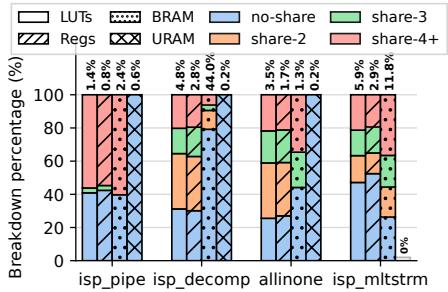 LUTs BRAM no-share share-3
Regs URAM share-2 share-4+
Breakdown percentage (%)
100
80
60
40
20
0
1.4% 0.8% 2.4% 0.6%
4.8% 2.8% 44.0% 0.2%
3.5% 1.7% 1.3% 0.2%
5.9% 2.9% 11.8% 0%
isp_pipe isp_decomp allinone isp_mltstrm